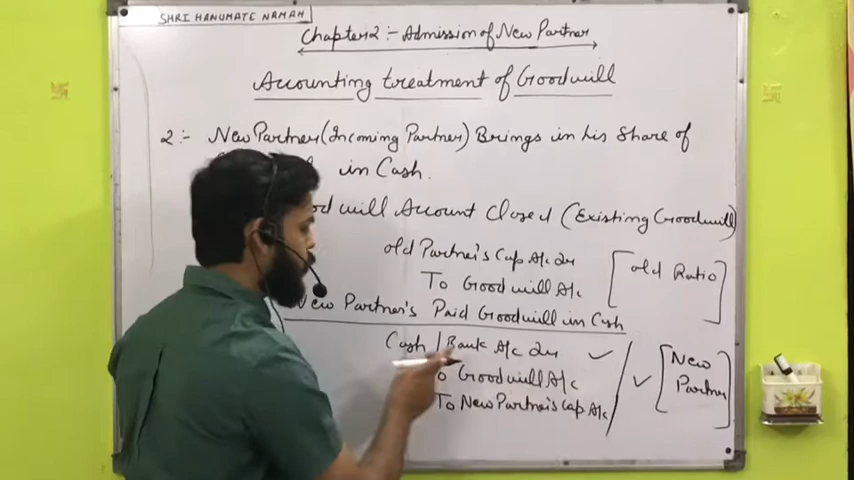 SHRI HANUMATE NAMAH
Chapter2 :- Admission of New Partner
Accounting treatment of Goodwill
2:- New Partner (Incoming Partner) Brings in his Share of
in Cash.
Account Closed (Existing Goodwill)
old Partner's Cap A/c Dr
To Goodwill A/c
[old Ratio]
New Partner's Paid Goodwill in Cash
Cash / Bank A/c Dr
To Goodwill A/c
To New Partner's Cap A/c
[New
Partner]